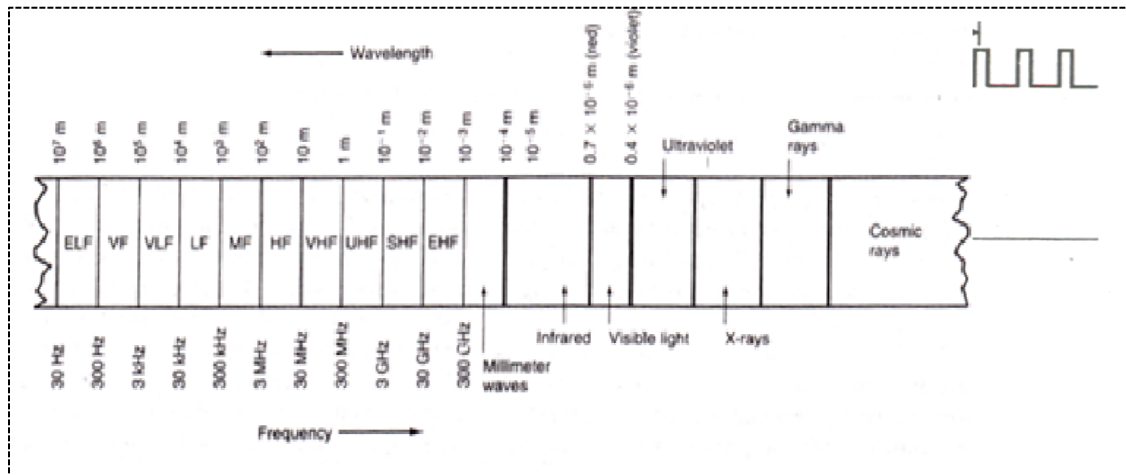 Wavelength
10⁷ m
10⁶ m
10⁵ m
10⁴ m
10³ m
10² m
10 m
1 m
10⁻¹ m
10⁻² m
10⁻³ m
10⁻⁴ m
10⁻⁵ m
0.7 × 10⁻⁶ m (red)
0.4 × 10⁻⁶ m (violet)
Ultraviolet
Gamma
rays
ELF
VF
VLF
LF
MF
HF
VHF
UHF
SHF
EHF
Cosmic
rays
Infrared
Visible light
X-rays
Millimeter
waves
30 Hz
300 Hz
3 kHz
30 kHz
300 kHz
3 MHz
30 MHz
300 MHz
3 GHz
30 GHz
300 GHz
Frequency